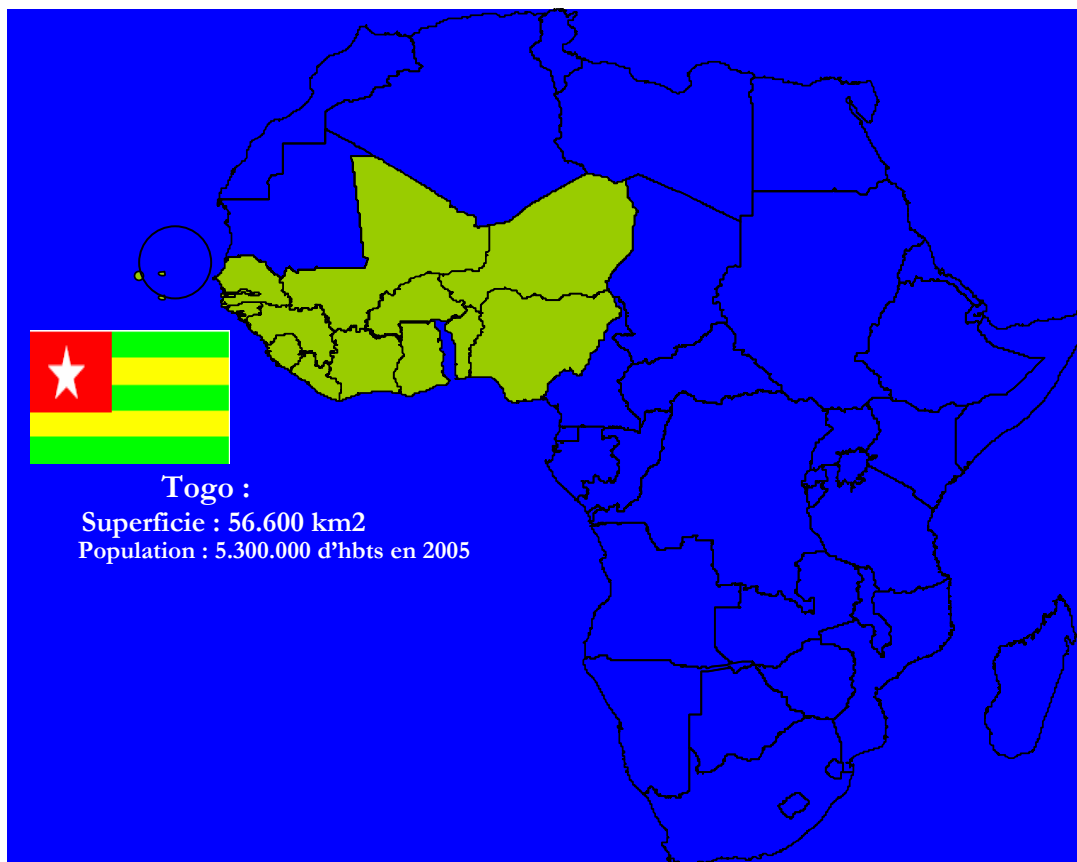 Togo :
Superficie : 56.600 km2
Population : 5.300.000 d’hbts en 2005